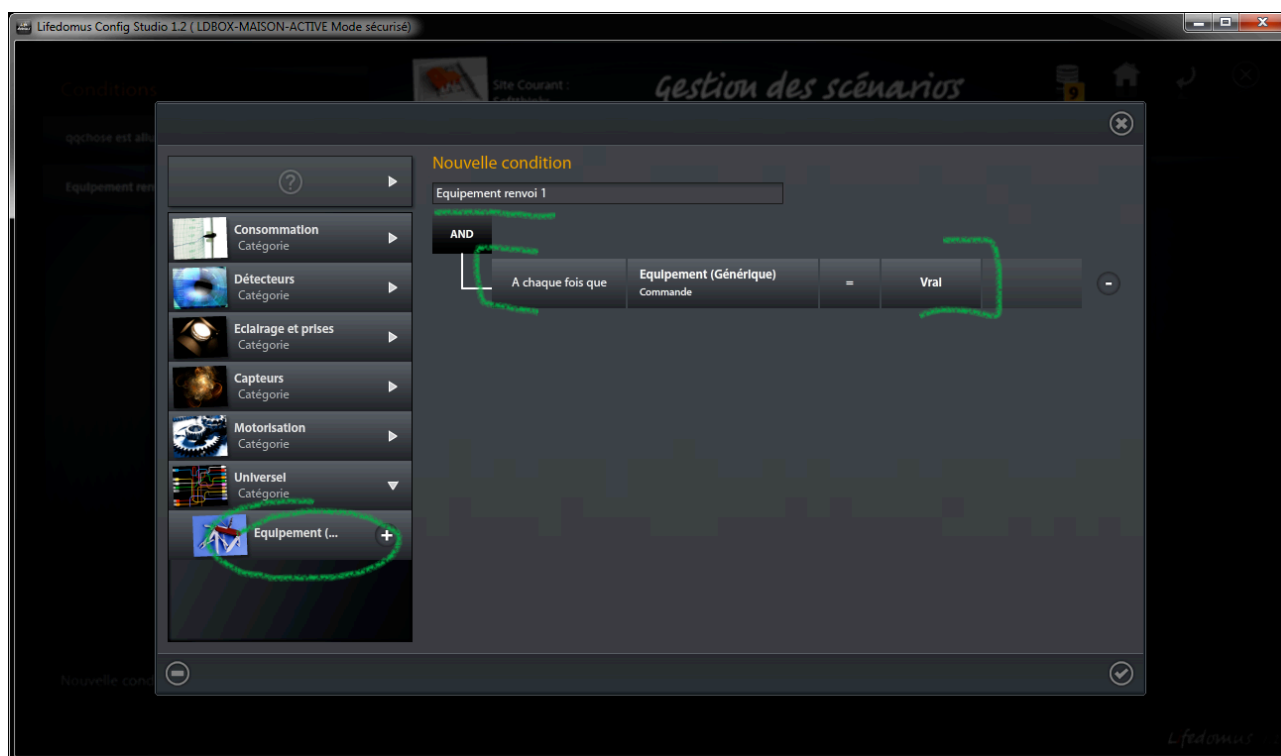 Lifedomus Config Studio 1.2 ( LDBOX-MAISON-ACTIVE Mode sécurisé)
Conditions
Site Courant :
Softthinks
Gestion des scénarios
9
qqchose est allu
Equipement ren
Nouvelle condition
Equipement renvoi 1
?
Consommation
Catégorie
AND
Détecteurs
Catégorie
A chaque fois que
Equipement (Générique)
Commande
=
Vrai
-
Eclairage et prises
Catégorie
Capteurs
Catégorie
Motorisation
Catégorie
Universel
Catégorie
Equipement (...
+
Nouvelle cond
Lifedomus